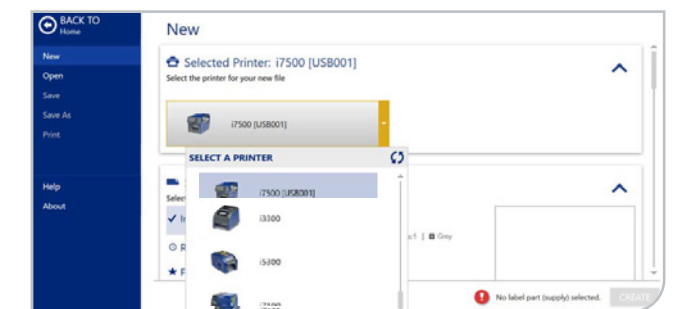 BACK TO
Home
New
Open
Save
Save As
Print
Help
About
New
Selected Printer: i7500 [USB001]
Select the printer for your new file
i7500 [USB001]
SELECT A PRINTER
i7500 [USB001]
i3300
i5300
Grey
No label part (supply) selected.
CREATE